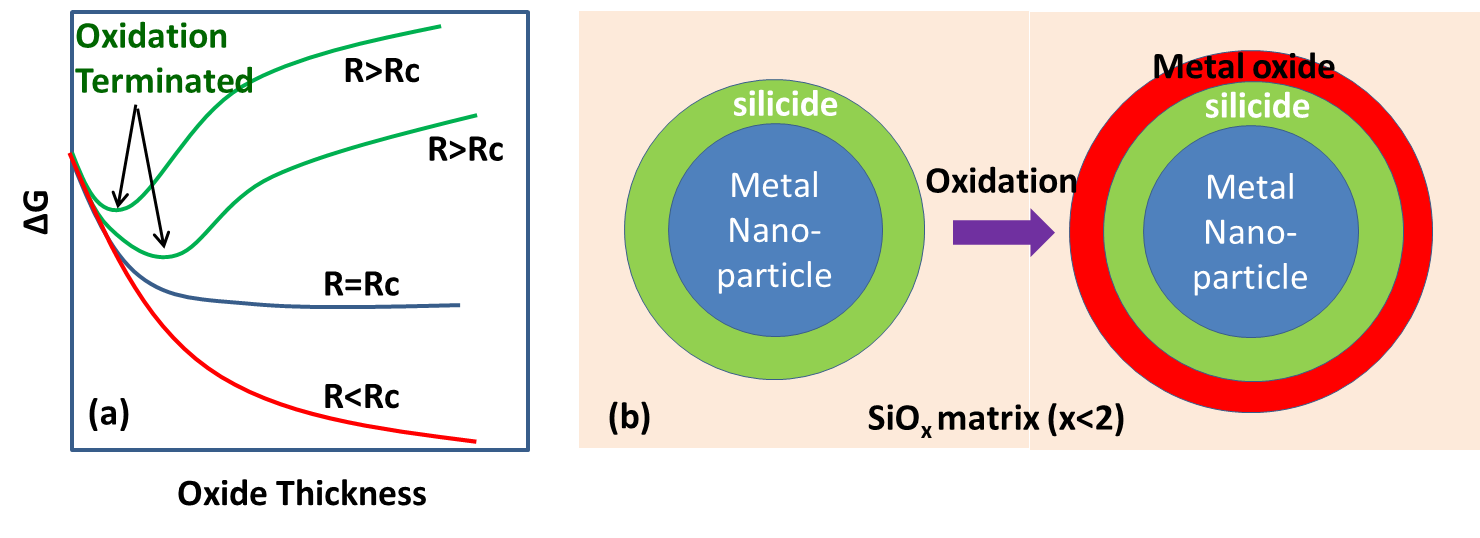 Oxidation
Terminated
R>Rc
R>Rc
ΔG
R=Rc
R<Rc
(a)
Oxide Thickness
silicide
Metal
Nano-
particle
Oxidation
Metal oxide
silicide
Metal
Nano-
particle
(b)
SiOₓ matrix (x<2)